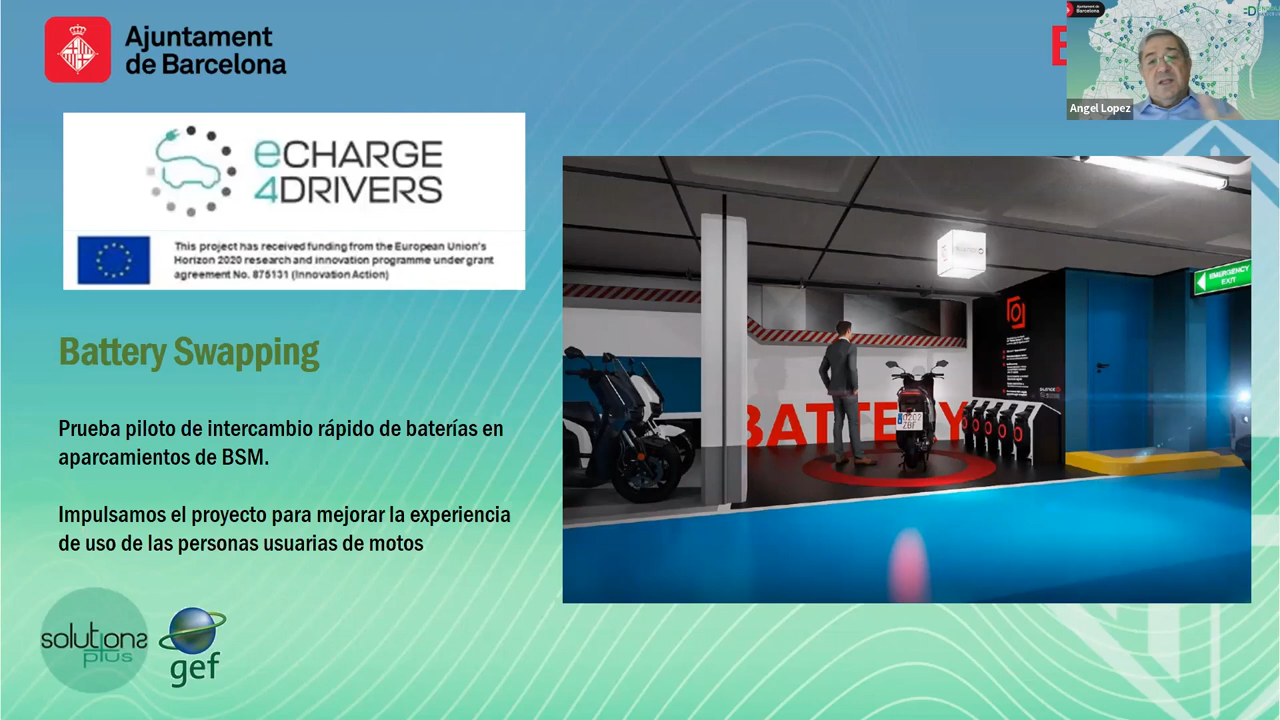 Ajuntament
de Barcelona
Angel Lopez
eCHARGE
4DRIVERS
This project has received funding from the European Union's
Horizon 2020 research and innovation programme under grant
agreement No. 875131 (Innovation Action)
EMERGENCY
EXIT
BATTERY
Battery Swapping
Prueba piloto de intercambio rápido de baterías en
aparcamientos de BSM.
Impulsamos el proyecto para mejorar la experiencia
de uso de las personas usuarias de motos
solutions
plus
gef